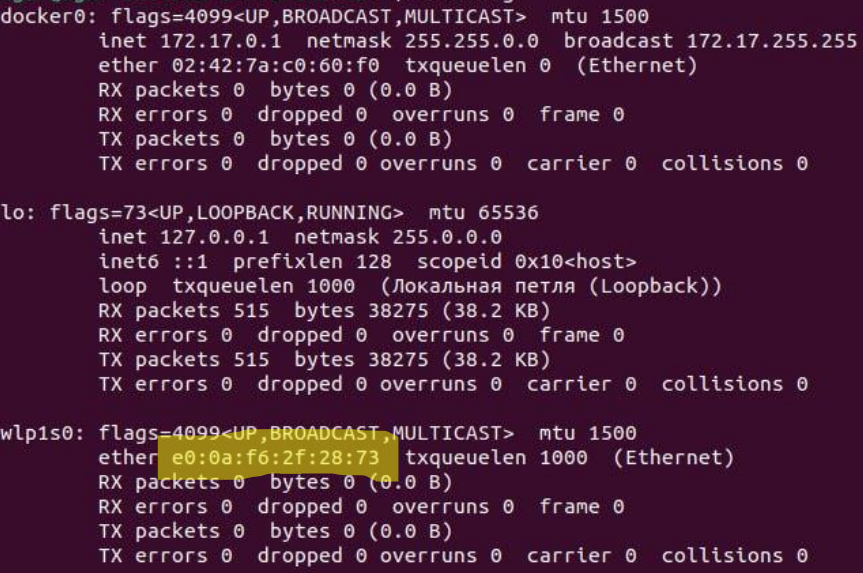 docker0: flags=4099<UP,BROADCAST,MULTICAST>  mtu 1500
        inet 172.17.0.1  netmask 255.255.0.0  broadcast 172.17.255.255
        ether 02:42:7a:c0:60:f0  txqueuelen 0  (Ethernet)
        RX packets 0  bytes 0 (0.0 B)
        RX errors 0  dropped 0  overruns 0  frame 0
        TX packets 0  bytes 0 (0.0 B)
        TX errors 0  dropped 0 overruns 0  carrier 0  collisions 0

lo: flags=73<UP,LOOPBACK,RUNNING>  mtu 65536
        inet 127.0.0.1  netmask 255.0.0.0
        inet6 ::1  prefixlen 128  scopeid 0x10<host>
        loop  txqueuelen 1000  (Локальная петля (Loopback))
        RX packets 515  bytes 38275 (38.2 KB)
        RX errors 0  dropped 0  overruns 0  frame 0
        TX packets 515  bytes 38275 (38.2 KB)
        TX errors 0  dropped 0 overruns 0  carrier 0  collisions 0

wlp1s0: flags=4099<UP,BROADCAST,MULTICAST>  mtu 1500
        ether e0:0a:f6:2f:28:73  txqueuelen 1000  (Ethernet)
        RX packets 0  bytes 0 (0.0 B)
        RX errors 0  dropped 0  overruns 0  frame 0
        TX packets 0  bytes 0 (0.0 B)
        TX errors 0  dropped 0 overruns 0  carrier 0  collisions 0